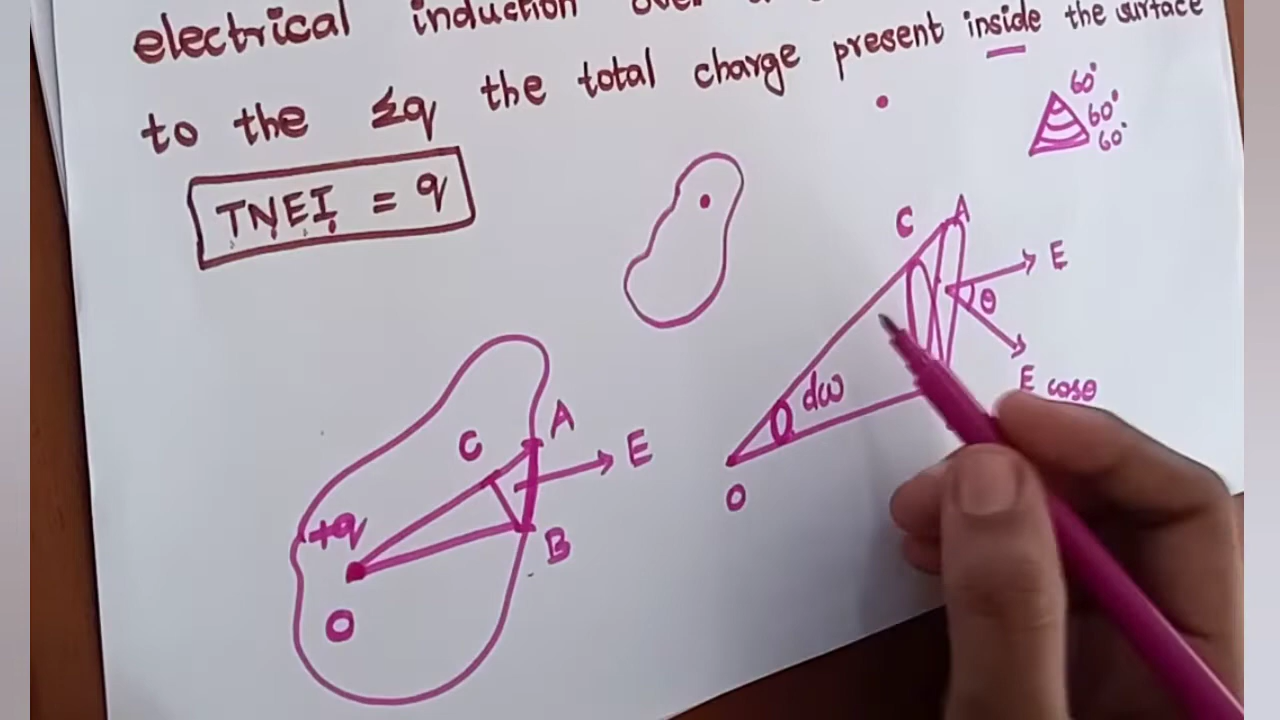 electrical induction
to the Σq the total charge present inside the surface
60°
60°
60°
TNEI = q
C A
E
θ
E cosθ
dω
O
C A
E
+q
B
O